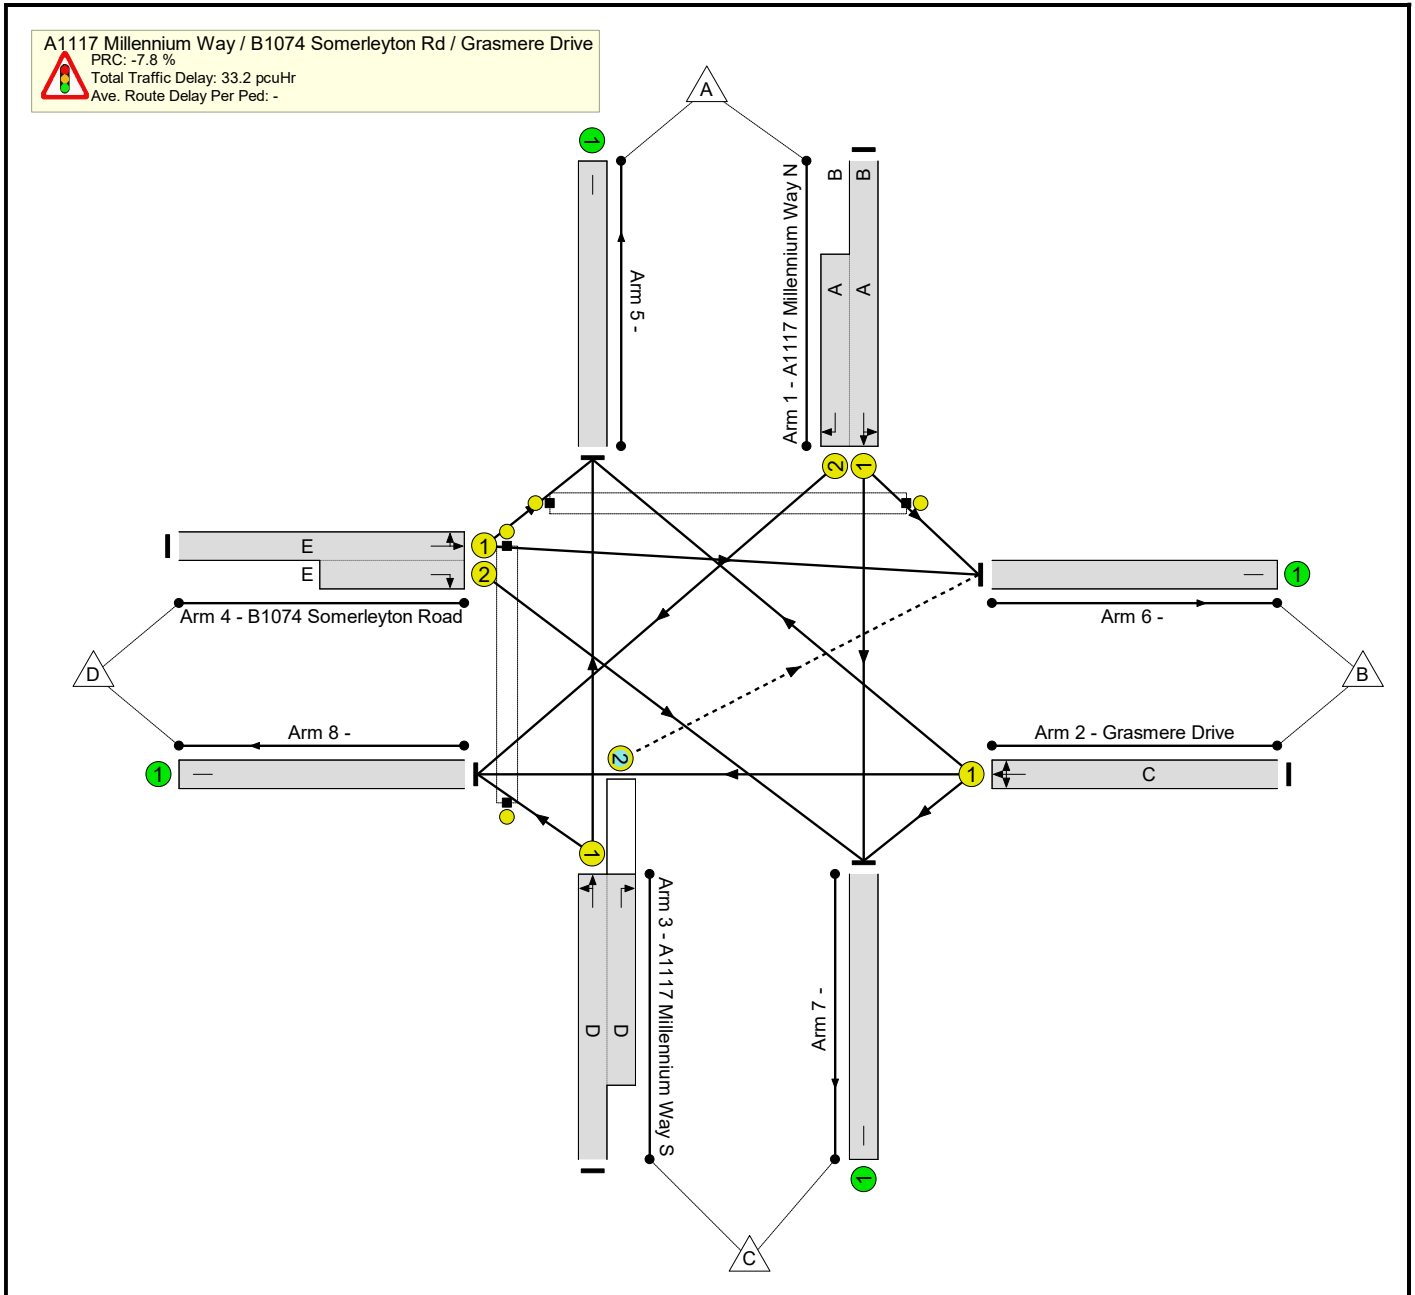 A1117 Millennium Way / B1074 Somerleyton Rd / Grasmere Drive
PRC: -7.8 %
Total Traffic Delay: 33.2 pcuHr
Ave. Route Delay Per Ped: -
A
1
Arm 5 -
Arm 1 - A1117 Millennium Way N
B
B
A
A
2
1
E
E
1
2
Arm 4 - B1074 Somerleyton Road
1
Arm 6 -
D
B
Arm 8 -
1
2
Arm 2 - Grasmere Drive
1
C
1
D
D
Arm 3 - A1117 Millennium Way S
Arm 7 -
1
C